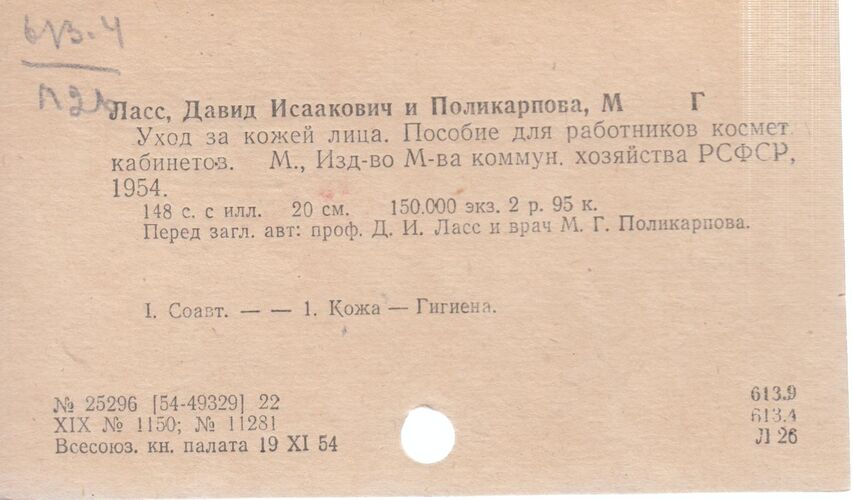 613.4
Л26
Ласс, Давид Исаакович и Поликарпова, М Г
Уход за кожей лица. Пособие для работников космет.
кабинетов. М., Изд-во М-ва коммун. хозяйства РСФСР,
1954.
148 с. с илл. 20 см. 150.000 экз. 2 р. 95 к.
Перед загл. авт: проф. Д. И. Ласс и врач М. Г. Поликарпова.
I. Соавт. — — 1. Кожа — Гигиена.
№ 25296 [54-49329] 22
XIX № 1150; № 11281
Всесоюз. кн. палата 19 XI 54
613.9
613.4
Л 26